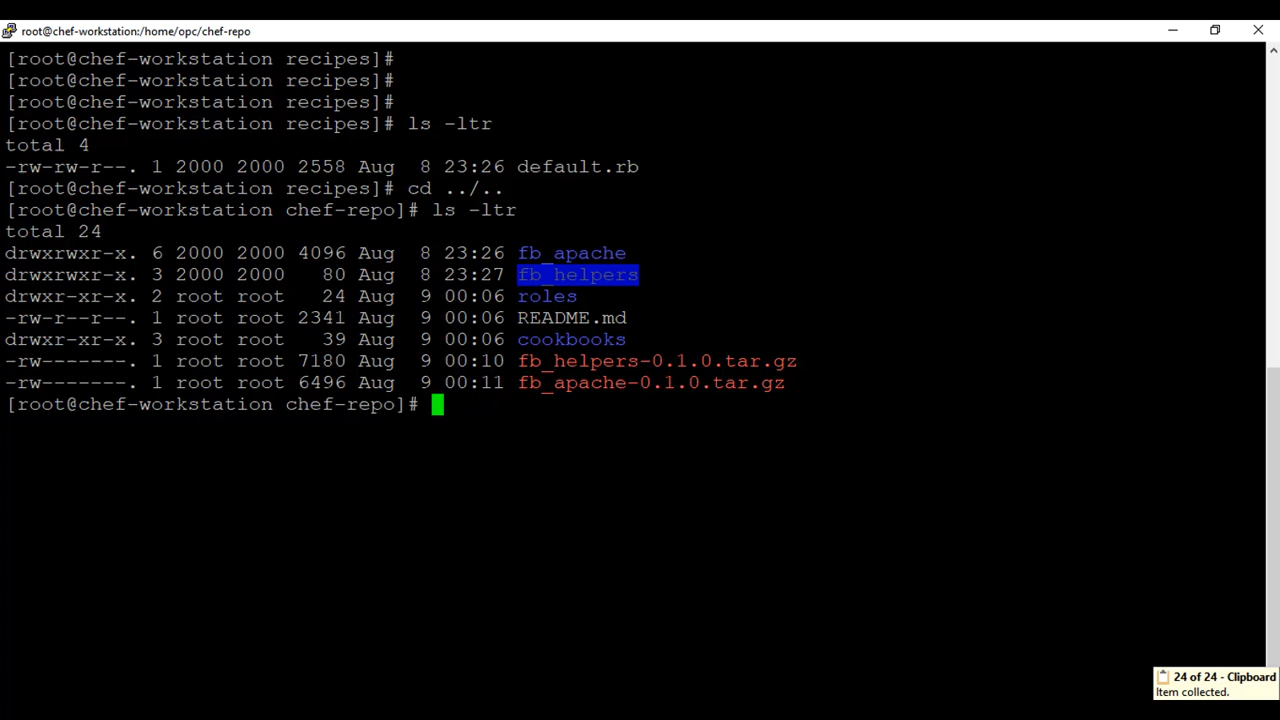 root@chef-workstation:/home/opc/chef-repo
[root@chef-workstation recipes]#
[root@chef-workstation recipes]#
[root@chef-workstation recipes]#
[root@chef-workstation recipes]# ls -ltr
total 4
-rw-rw-r--. 1 2000 2000 2558 Aug  8 23:26 default.rb
[root@chef-workstation recipes]# cd ../..
[root@chef-workstation chef-repo]# ls -ltr
total 24
drwxrwxr-x. 6 2000 2000 4096 Aug  8 23:26 fb_apache
drwxrwxr-x. 3 2000 2000   80 Aug  8 23:27 fb_helpers
drwxr-xr-x. 2 root root   24 Aug  9 00:06 roles
-rw-r--r--. 1 root root 2341 Aug  9 00:06 README.md
drwxr-xr-x. 3 root root   39 Aug  9 00:06 cookbooks
-rw-------. 1 root root 7180 Aug  9 00:10 fb_helpers-0.1.0.tar.gz
-rw-------. 1 root root 6496 Aug  9 00:11 fb_apache-0.1.0.tar.gz
[root@chef-workstation chef-repo]#
24 of 24 - Clipboard
Item collected.